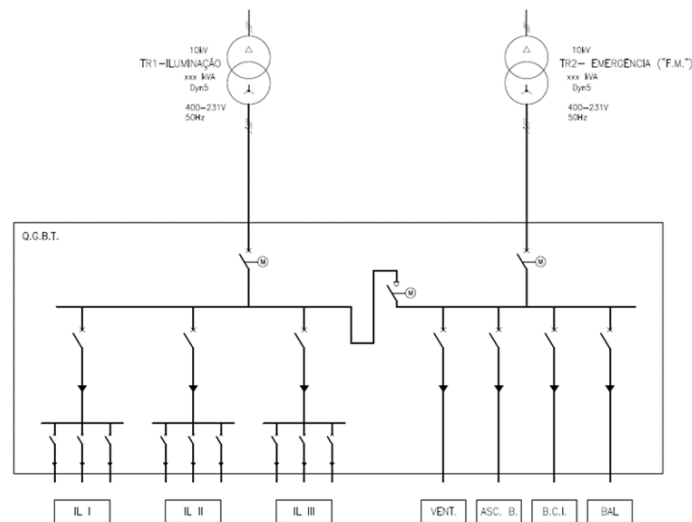 10kV
TR1-ILUMINAÇÃO
xxx kVA
Dyn5
400-231V
50Hz
10kV
TR2- EMERGÊNCIA ("F.M.")
xxx kVA
Dyn5
400-231V
50Hz
Q.G.B.T.
M
M
M
IL I
IL II
IL III
VENT.
ASC. B.
B.C.I.
BAL